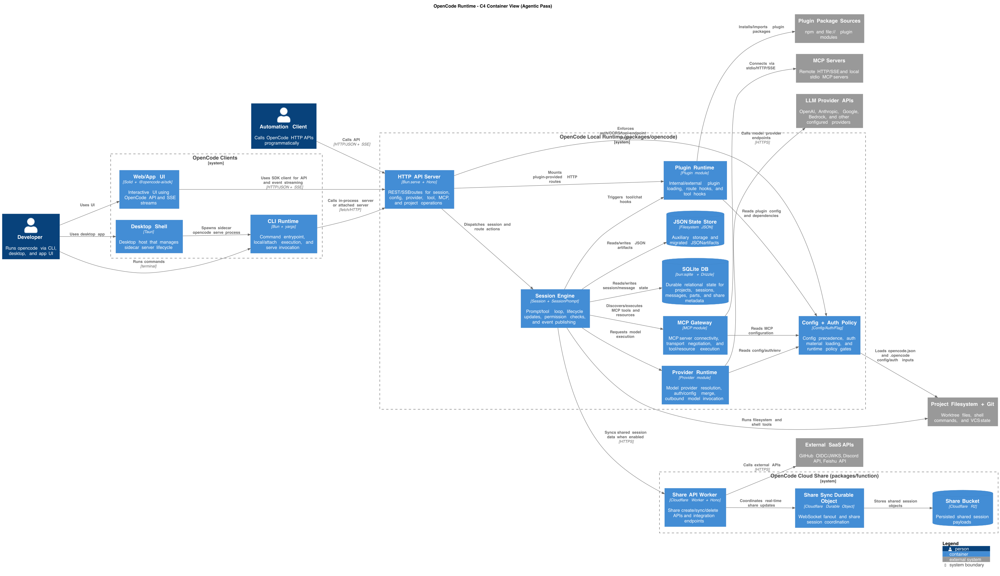 OpenCode Runtime - C4 Container View (Agentic Pass)
Plugin Package Sources
npm and file:// plugin
modules
Installs/imports plugin
packages
MCP Servers
Remote HTTP/SSE and local
stdio MCP servers
Connects via
stdio/HTTP/SSE
LLM Provider APIs
OpenAI, Anthropic, Google,
Bedrock, and other
configured providers
Calls model provider
endpoints
[HTTPS]
Automation Client
Calls OpenCode HTTP APIs
programmatically
Calls API
[HTTP/JSON + SSE]
OpenCode Clients
[system]
Web/App UI
[Solid + @opencode-ai/sdk]
Interactive UI using
OpenCode API and SSE
streams
Uses SDK client for API
and event streaming
[HTTP/JSON + SSE]
Uses UI
Developer
Runs opencode via CLI,
desktop, and app UI
Uses desktop app
Desktop Shell
[Tauri]
Desktop host that manages
sidecar server lifecycle
Spawns sidecar
opencode serve process
CLI Runtime
[Bun + yargs]
Command entrypoint,
local/attach execution, and
serve invocation
Runs commands
[terminal]
Calls in-process server
or attached server
[fetch/HTTP]
Enforces
auth/CORS/tool-endpoint
policy
OpenCode Local Runtime (packages/opencode)
[system]
HTTP API Server
[Bun.serve + Hono]
REST/SSE routes for session,
config, provider, tool, MCP,
and project operations
Mounts
plugin-provided HTTP
routes
Plugin Runtime
[Plugin module]
Internal/external plugin
loading, route hooks, and
tool hooks
Triggers tool/chat
hooks
Reads plugin config
and dependencies
Dispatches session and
route actions
JSON State Store
[Filesystem JSON]
Auxiliary storage and
migrated JSON artifacts
Reads/writes JSON
artifacts
SQLite DB
[bun:sqlite + Drizzle]
Durable relational state for
projects, sessions,
messages, parts, and share
metadata
Reads/writes
session/message state
Session Engine
[Session + SessionPrompt]
Prompt/tool loop, lifecycle
updates, permission checks,
and event publishing
Discovers/executes
MCP tools and
resources
MCP Gateway
[MCP module]
MCP server connectivity,
transport negotiation, and
tool/resource execution
Reads MCP
configuration
Config + Auth Policy
[Config/Auth/Flag]
Config precedence, auth
material loading, and
runtime policy gates
Requests model
execution
Provider Runtime
[Provider module]
Model provider resolution,
auth/config merge,
outbound model invocation
Reads config/auth/env
Loads opencode.json
and .opencode
config/auth inputs
Project Filesystem + Git
Worktree files, shell
commands, and VCS state
Runs filesystem and
shell tools
Syncs shared session
data when enabled
[HTTPS]
External SaaS APIs
GitHub OIDC/JWKS, Discord
API, Feishu API
Calls external APIs
[HTTPS]
OpenCode Cloud Share (packages/function)
[system]
Share API Worker
[Cloudflare Worker + Hono]
Share create/sync/delete
APIs and integration
endpoints
Coordinates real-time
share updates
Share Sync Durable
Object
[Cloudflare Durable Object]
WebSocket fanout and share
session coordination
Stores shared session
objects
Share Bucket
[Cloudflare R2]
Persisted shared session
payloads
Legend
person
container
external system
system boundary